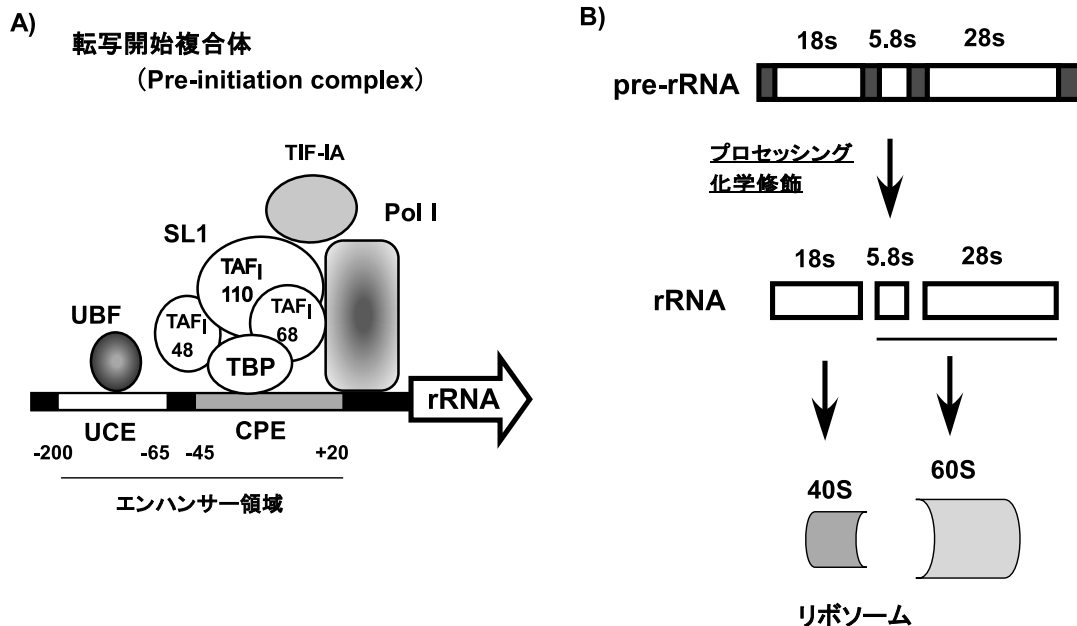 A)
転写開始複合体
（Pre-initiation complex）
TIF-IA
Pol I
SL1
TAFI
110
UBF
TAFI
48
TAFI
68
TBP
rRNA
UCE
CPE
-200
-65
-45
+20
エンハンサー領域
B)
18s
5.8s
28s
pre-rRNA
プロセッシング
化学修飾
18s
5.8s
28s
rRNA
40S
60S
リボソーム